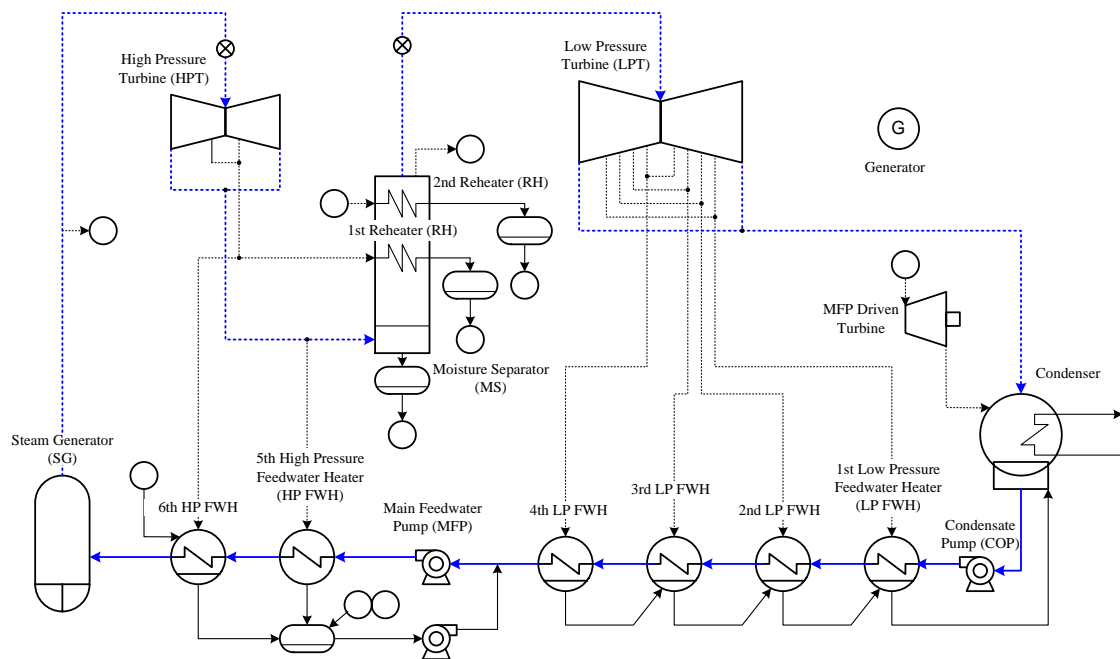 High Pressure
Turbine (HPT)
Low Pressure
Turbine (LPT)
G
Generator
2nd Reheater (RH)
1st Reheater (RH)
MFP Driven
Turbine
Moisture Separator
(MS)
Condenser
Steam Generator
(SG)
5th High Pressure
Feedwater Heater
(HP FWH)
6th HP FWH
Main Feedwater
Pump (MFP)
4th LP FWH
3rd LP FWH
2nd LP FWH
1st Low Pressure
Feedwater Heater
(LP FWH)
Condensate
Pump (COP)